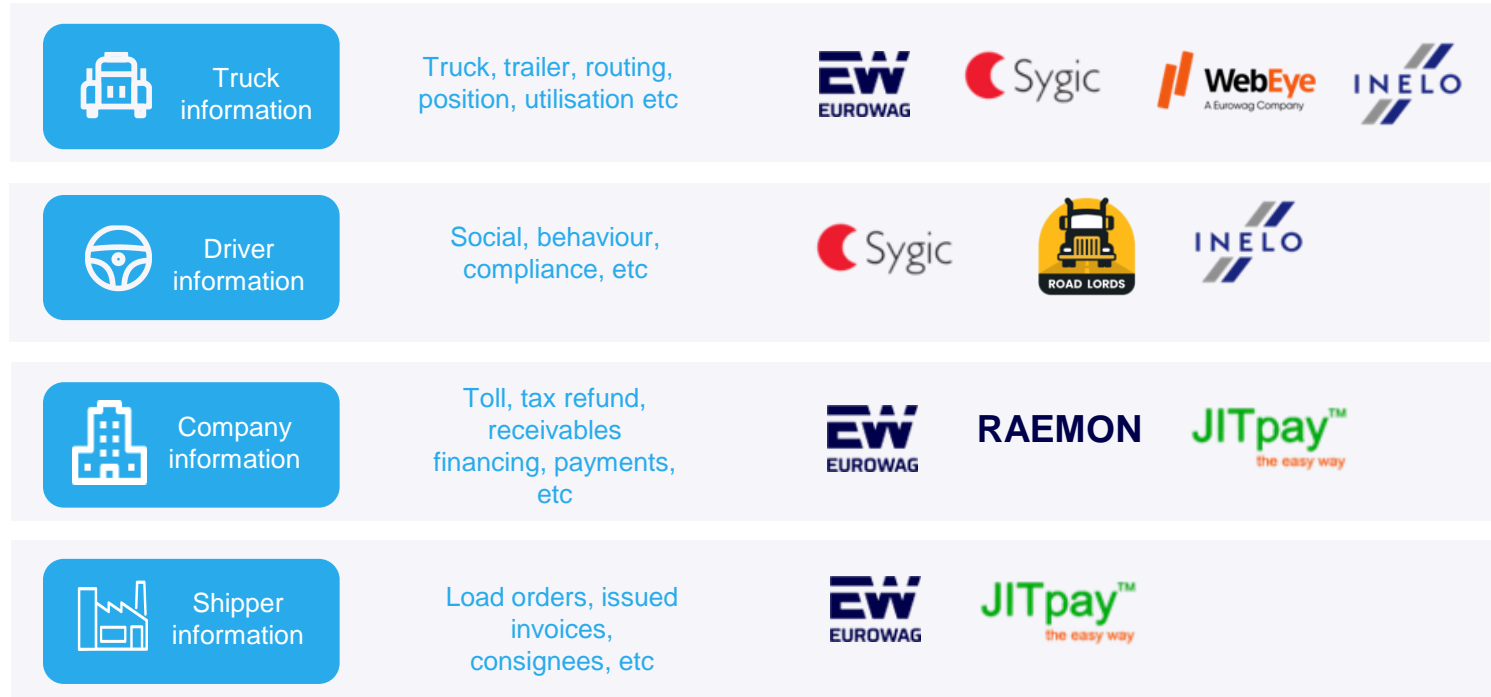 Truck
information
Truck, trailer, routing,
position, utilisation etc
EW
EUROWAG
Sygic
WebEye
A Eurowag Company
INELO
Driver
information
Social, behaviour,
compliance, etc
Sygic
ROAD LORDS
INELO
Company
information
Toll, tax refund,
receivables
financing, payments,
etc
EW
EUROWAG
RAEMON
JITpay™
the easy way
Shipper
information
Load orders, issued
invoices,
consignees, etc
EW
EUROWAG
JITpay™
the easy way